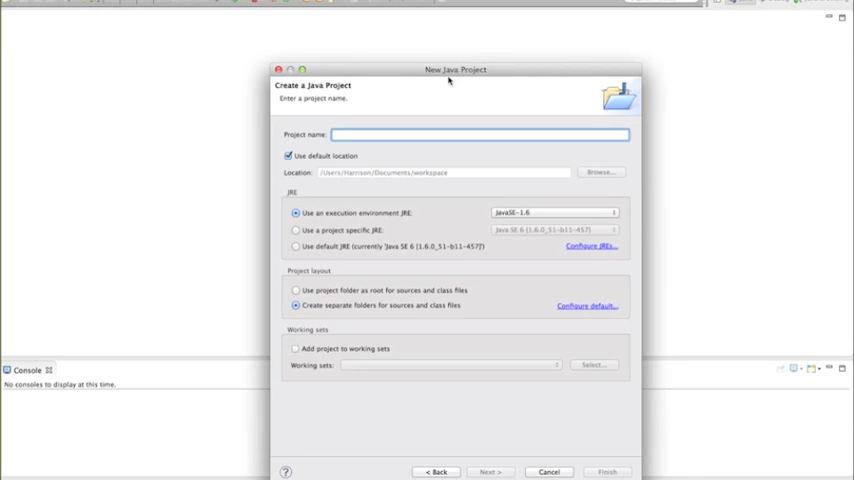 New Java Project
Create a Java Project
Enter a project name.
Project name:
Use default location
Location: /Users/Harrison/Documents/workspace Browse...
JRE
Use an execution environment JRE: JavaSE-1.6
Use a project specific JRE: Java SE 6 [1.6.0_51-b11-457]
Use default JRE (currently 'Java SE 6 [1.6.0_51-b11-457]') Configure JREs...
Project layout
Use project folder as root for sources and class files
Create separate folders for sources and class files Configure default...
Working sets
Add project to working sets
Working sets: Select...
Console
No consoles to display at this time.
? < Back Next > Cancel Finish